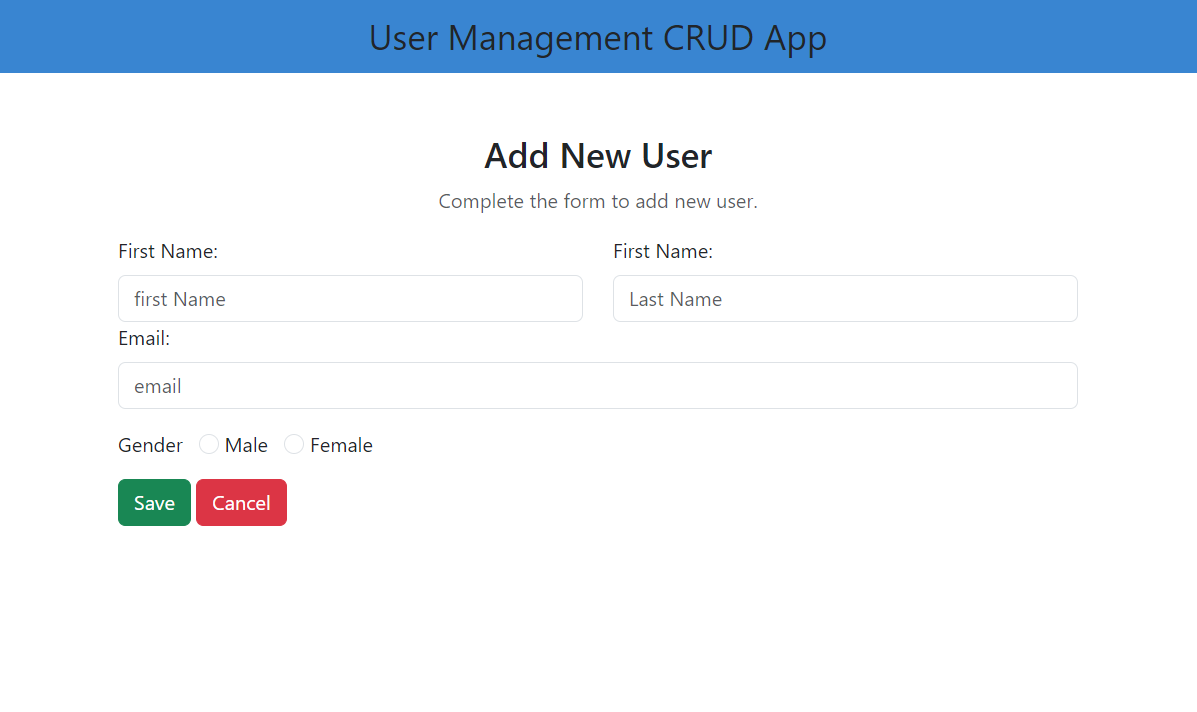 User Management CRUD App
Add New User
Complete the form to add new user.
First Name: First Name:
first Name Last Name
Email:
email
Gender Male Female
Save Cancel